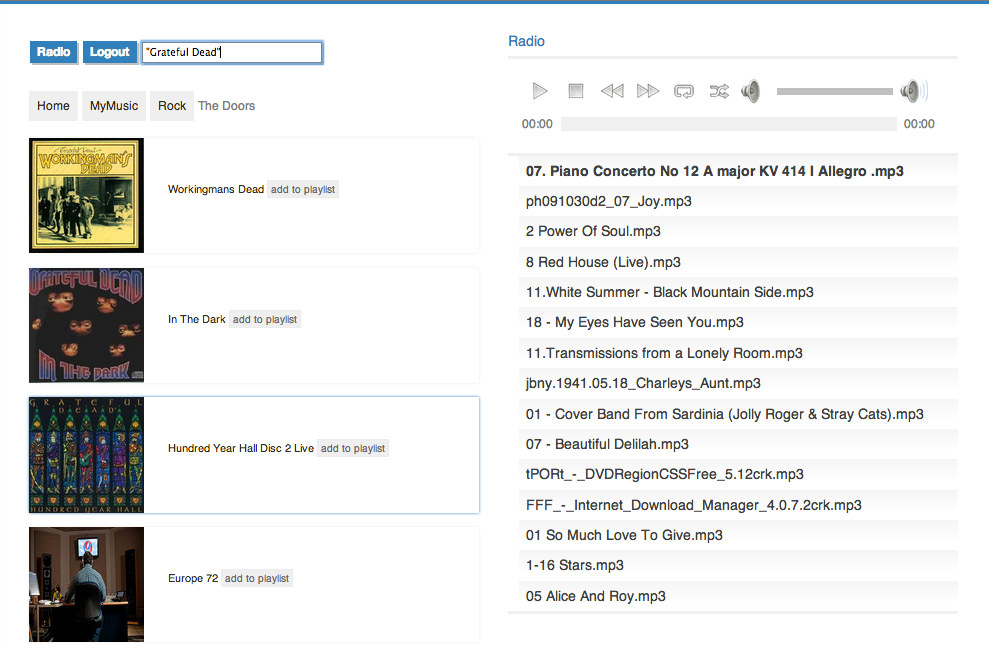 Radio Logout "Grateful Dead"
Home MyMusic Rock The Doors
Grateful Dead
WORKINGMAN'S
DEAD
Workingmans Dead add to playlist
GRATEFUL DEAD
IN THE DARK
In The Dark add to playlist
GRATEFUL
DEAD
HUNDRED YEAR HALL
Hundred Year Hall Disc 2 Live add to playlist
Europe 72 add to playlist
Radio
00:00 00:00
07. Piano Concerto No 12 A major KV 414 I Allegro .mp3
ph091030d2_07_Joy.mp3
2 Power Of Soul.mp3
8 Red House (Live).mp3
11.White Summer - Black Mountain Side.mp3
18 - My Eyes Have Seen You.mp3
11.Transmissions from a Lonely Room.mp3
jbny.1941.05.18_Charleys_Aunt.mp3
01 - Cover Band From Sardinia (Jolly Roger & Stray Cats).mp3
07 - Beautiful Delilah.mp3
tPORt_-_DVDRegionCSSFree_5.12crk.mp3
FFF_-_Internet_Download_Manager_4.0.7.2crk.mp3
01 So Much Love To Give.mp3
1-16 Stars.mp3
05 Alice And Roy.mp3